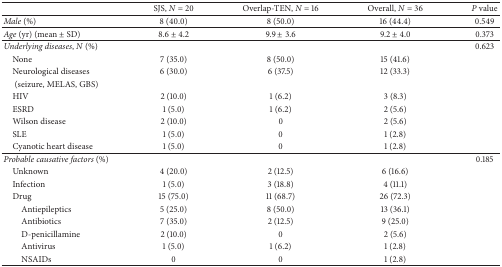 SJS, N = 20 Overlap-TEN, N = 16 Overall, N = 36 P value
Male (%) 8 (40.0) 8 (50.0) 16 (44.4) 0.549
Age (yr) (mean ± SD) 8.6 ± 4.2 9.9 ± 3.6 9.2 ± 4.0 0.373
Underlying diseases, N (%) 0.623
None 7 (35.0) 8 (50.0) 15 (41.6)
Neurological diseases 6 (30.0) 6 (37.5) 12 (33.3)
(seizure, MELAS, GBS)
HIV 2 (10.0) 1 (6.2) 3 (8.3)
ESRD 1 (5.0) 1 (6.2) 2 (5.6)
Wilson disease 2 (10.0) 0 2 (5.6)
SLE 1 (5.0) 0 1 (2.8)
Cyanotic heart disease 1 (5.0) 0 1 (2.8)
Probable causative factors (%) 0.185
Unknown 4 (20.0) 2 (12.5) 6 (16.6)
Infection 1 (5.0) 3 (18.8) 4 (11.1)
Drug 15 (75.0) 11 (68.7) 26 (72.3)
Antiepileptics 5 (25.0) 8 (50.0) 13 (36.1)
Antibiotics 7 (35.0) 2 (12.5) 9 (25.0)
D-penicillamine 2 (10.0) 0 2 (5.6)
Antivirus 1 (5.0) 1 (6.2) 1 (2.8)
NSAIDs 0 0 1 (2.8)